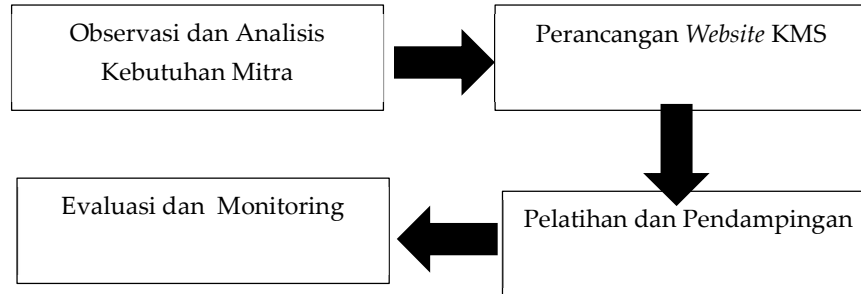 Observasi dan Analisis
Kebutuhan Mitra
Perancangan Website KMS
Pelatihan dan Pendampingan
Evaluasi dan Monitoring